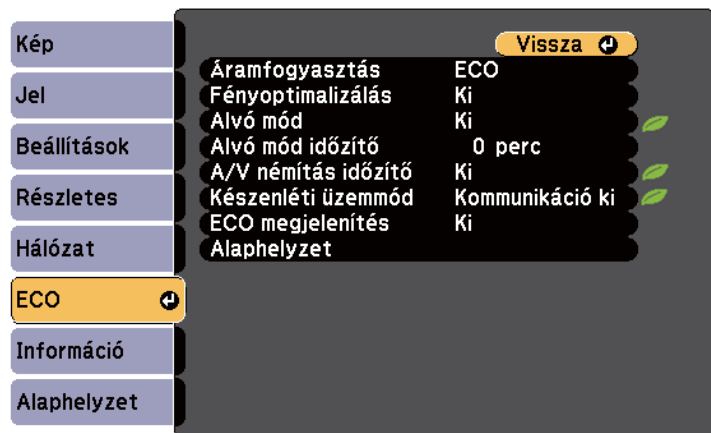 Kép
Jel
Beállítások
Részletes
Hálózat
ECO
Információ
Alaphelyzet
Vissza
Áramfogyasztás ECO
Fényoptimalizálás Ki
Alvó mód Ki
Alvó mód időzítő 0 perc
A/V némítás időzítő Ki
Készenléti üzemmód Kommunikáció ki
ECO megjelenítés Ki
Alaphelyzet